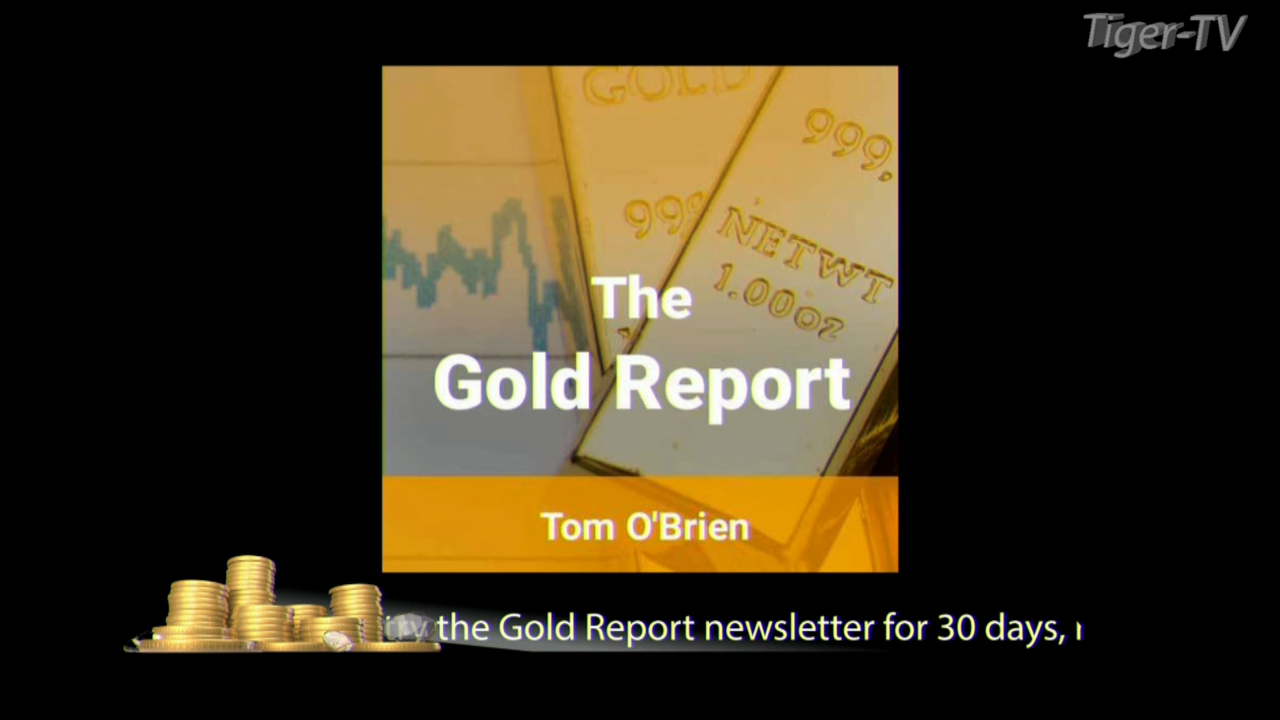 Tiger-TV
GOLD
999,
999
NETWT
1.00oz
The
Gold Report
Tom O'Brien
try the Gold Report newsletter for 30 days,